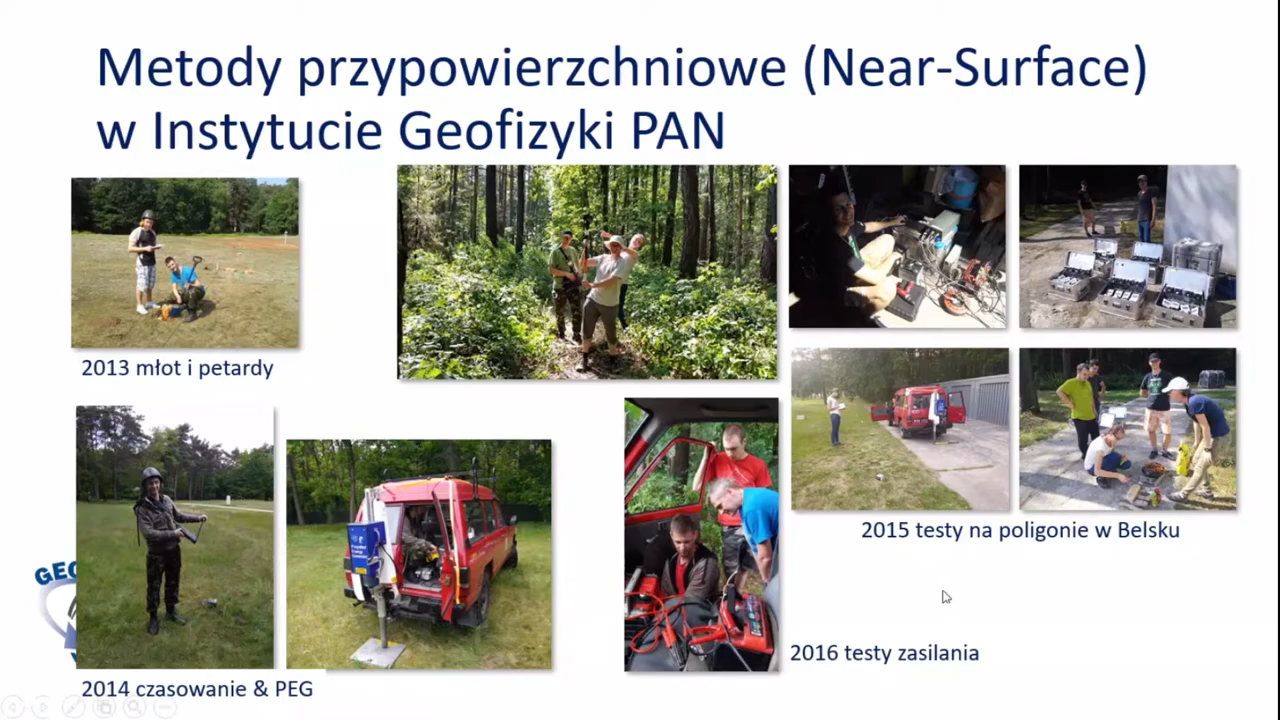 Metody przypowierzchniowe (Near-Surface)
w Instytucie Geofizyki PAN
2013 młot i petardy
2015 testy na poligonie w Belsku
2016 testy zasilania
2014 czasowanie & PEG